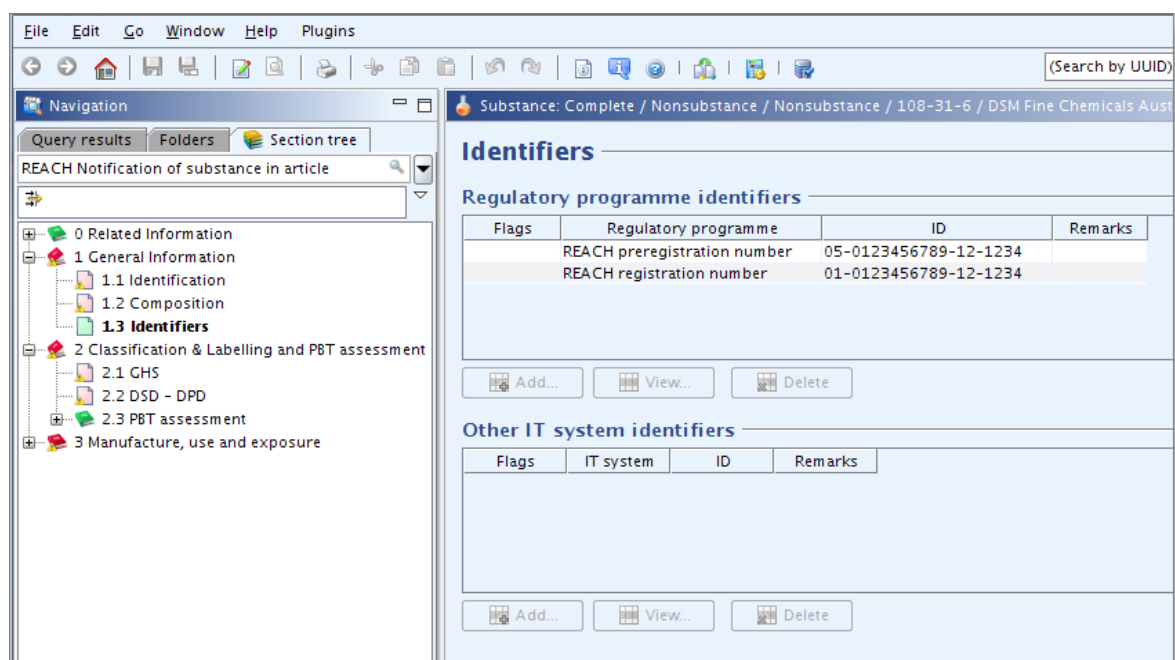 File Edit Go Window Help Plugins
(Search by UUID)
Navigation
Query results Folders Section tree
REACH Notification of substance in article
0 Related Information
1 General Information
1.1 Identification
1.2 Composition
1.3 Identifiers
2 Classification & Labelling and PBT assessment
2.1 GHS
2.2 DSD - DPD
2.3 PBT assessment
3 Manufacture, use and exposure
Substance: Complete / Nonsubstance / Nonsubstance / 108-31-6 / DSM Fine Chemicals Aust
Identifiers
Regulatory programme identifiers
Flags Regulatory programme ID Remarks
REACH preregistration number 05-0123456789-12-1234
REACH registration number 01-0123456789-12-1234
Add... View... Delete
Other IT system identifiers
Flags IT system ID Remarks
Add... View... Delete